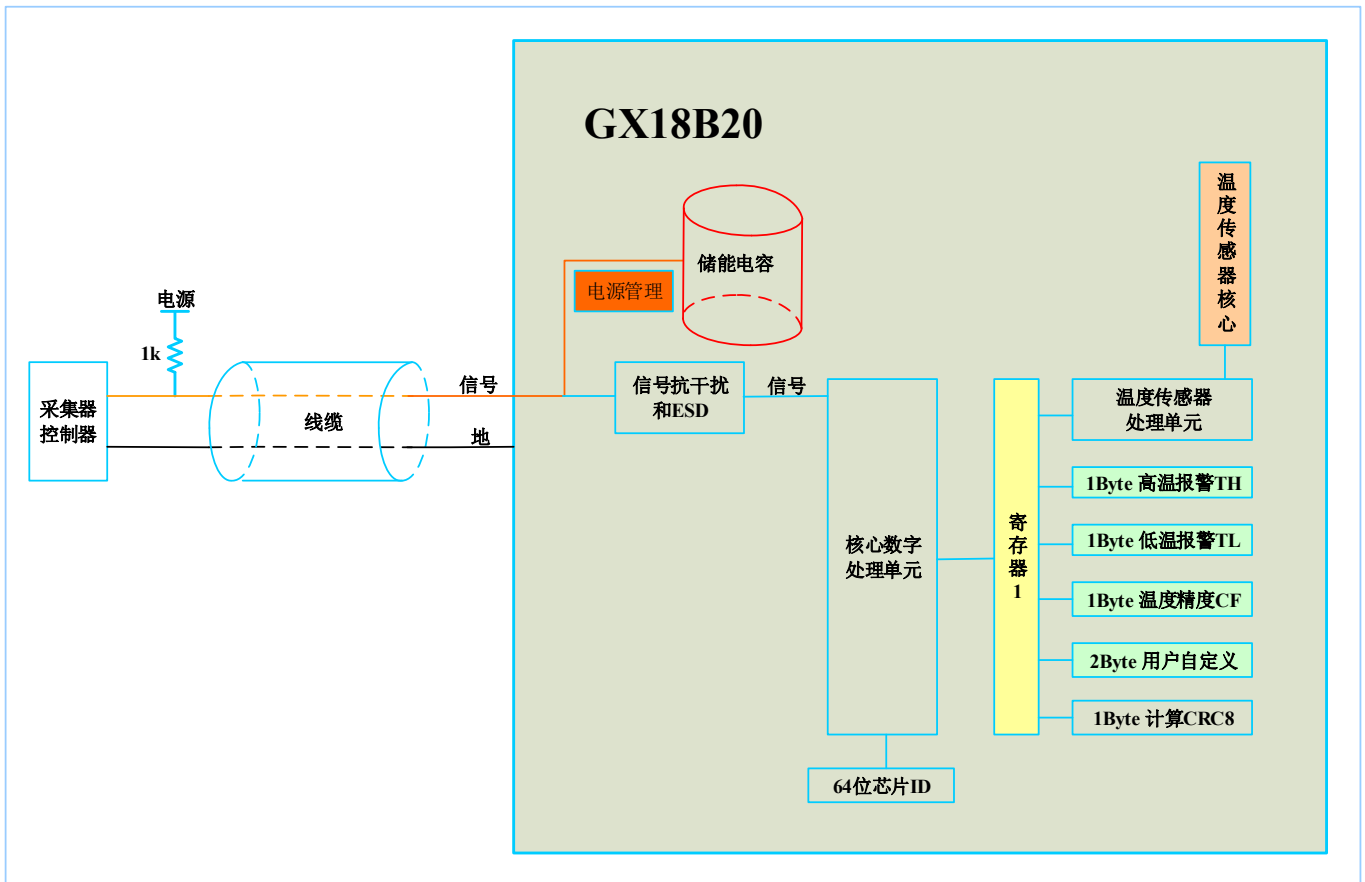 GX18B20
温
度
传
感
器
核
心
储能电容
电源管理
电源
1k
采集器
控制器
线缆
信号
地
信号抗干扰
和ESD
信号
核心数字
处理单元
64位芯片ID
寄
存
器
1
温度传感器
处理单元
1Byte 高温报警TH
1Byte 低温报警TL
1Byte 温度精度CF
2Byte 用户自定义
1Byte 计算CRC8